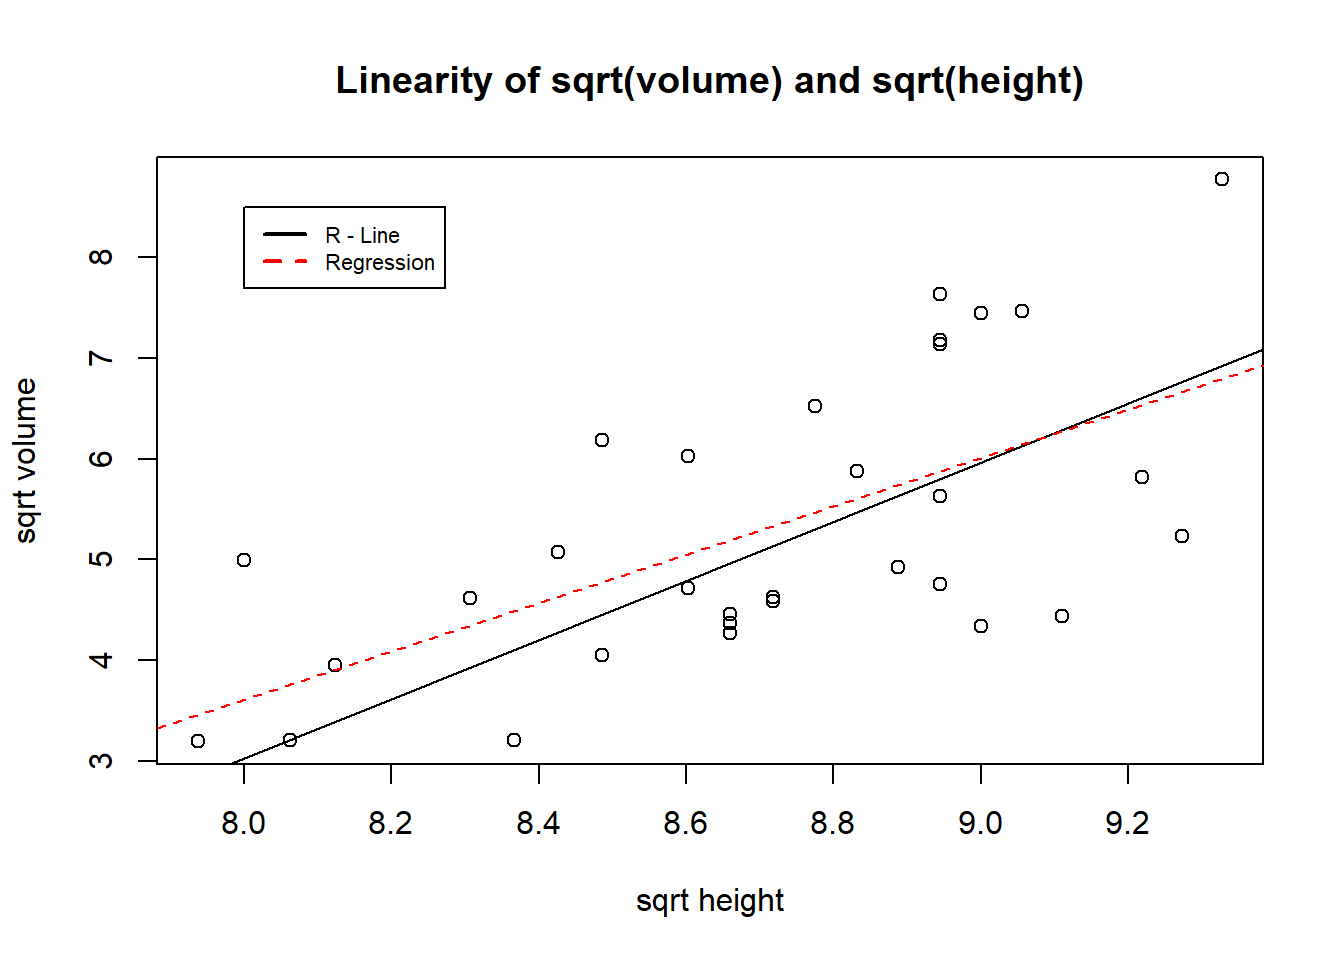 Linearity of sqrt(volume) and sqrt(height)
R - Line
Regression
sqrt volume
8
7
6
5
4
3
8.0 8.2 8.4 8.6 8.8 9.0 9.2
sqrt height